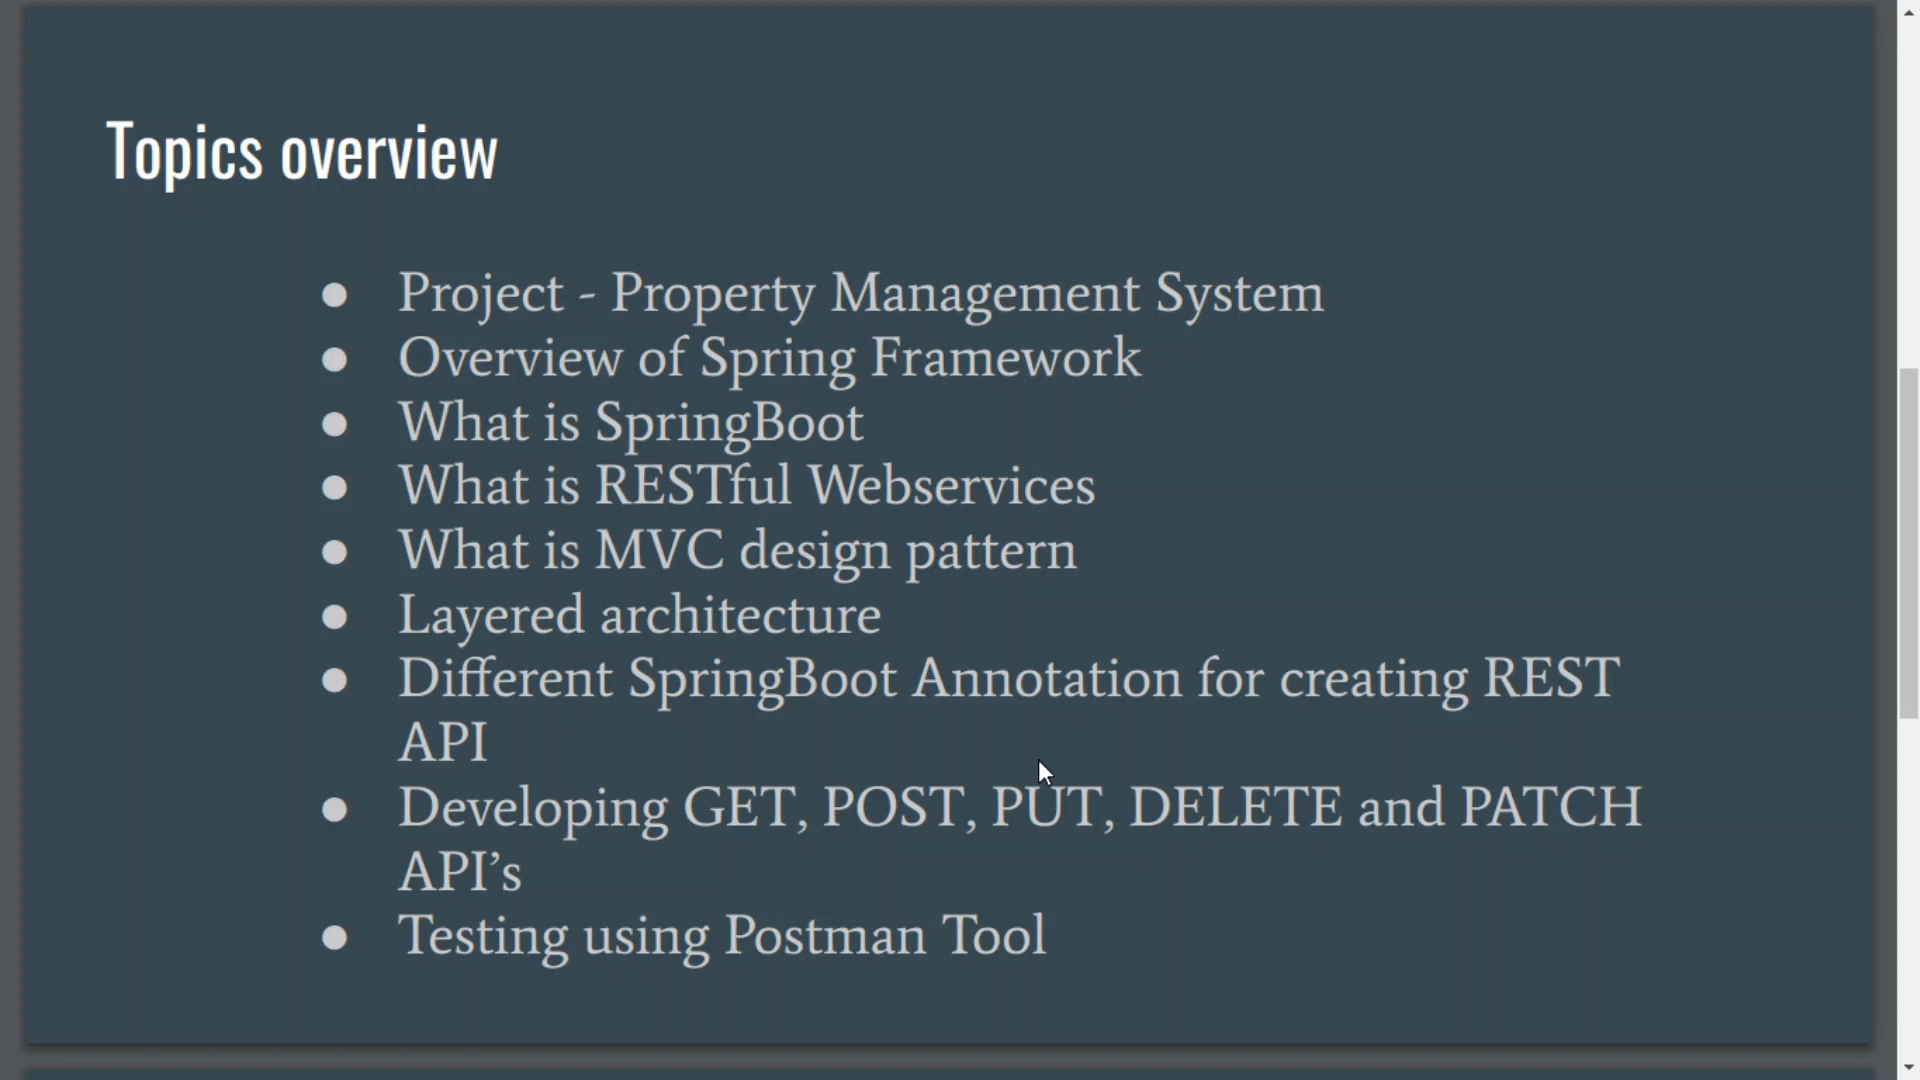 Topics overview
● Project - Property Management System
● Overview of Spring Framework
● What is SpringBoot
● What is RESTful Webservices
● What is MVC design pattern
● Layered architecture
● Different SpringBoot Annotation for creating REST
API
● Developing GET, POST, PUT, DELETE and PATCH
API’s
● Testing using Postman Tool